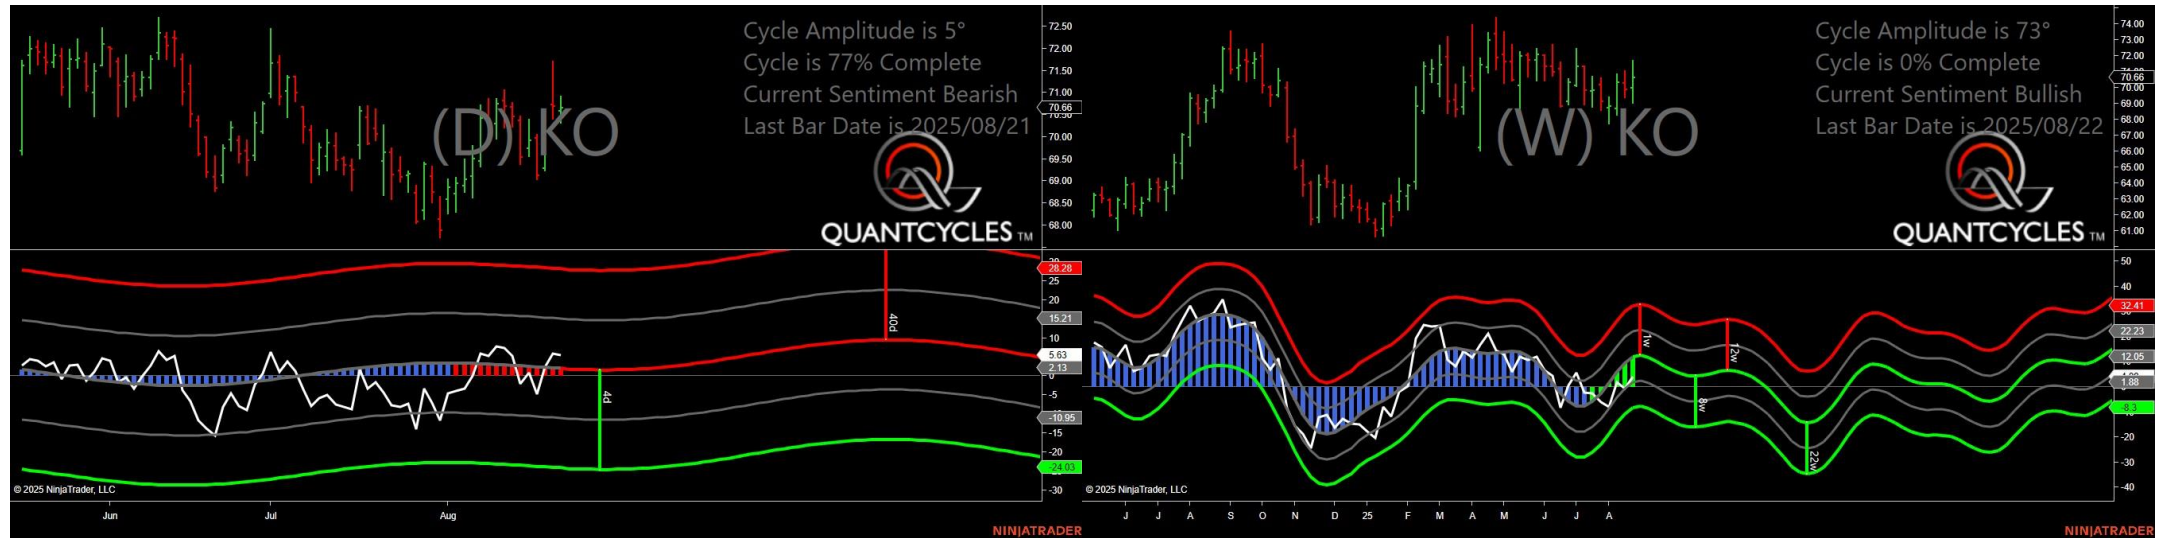 Cycle Amplitude is 5°
Cycle is 77% Complete
Current Sentiment Bearish
Last Bar Date is 2025/08/21
(D) KO
QUANTCYCLES TM
72.50
72.00
71.50
71.00
70.66
70.50
70.00
69.50
69.00
68.50
68.00
28.28
25
20
15.21
10
5.63
2.13
0
-5
-10.95
-15
-20
-24.03
-30
40d
4d
© 2025 NinjaTrader, LLC
Jun
Jul
Aug
NINJATRADER
Cycle Amplitude is 73°
Cycle is 0% Complete
Current Sentiment Bullish
Last Bar Date is 2025/08/22
(W) KO
QUANTCYCLES TM
74.00
73.00
72.00
70.66
70.00
69.00
68.00
67.00
66.00
65.00
64.00
63.00
62.00
61.00
50
40
32.41
22.23
12.05
1.88
-8.3
-20
-30
-40
1w
12w
8w
22w
© 2025 NinjaTrader, LLC
J
J
A
S
O
N
D
25
F
M
A
M
J
J
A
NINJATRADER